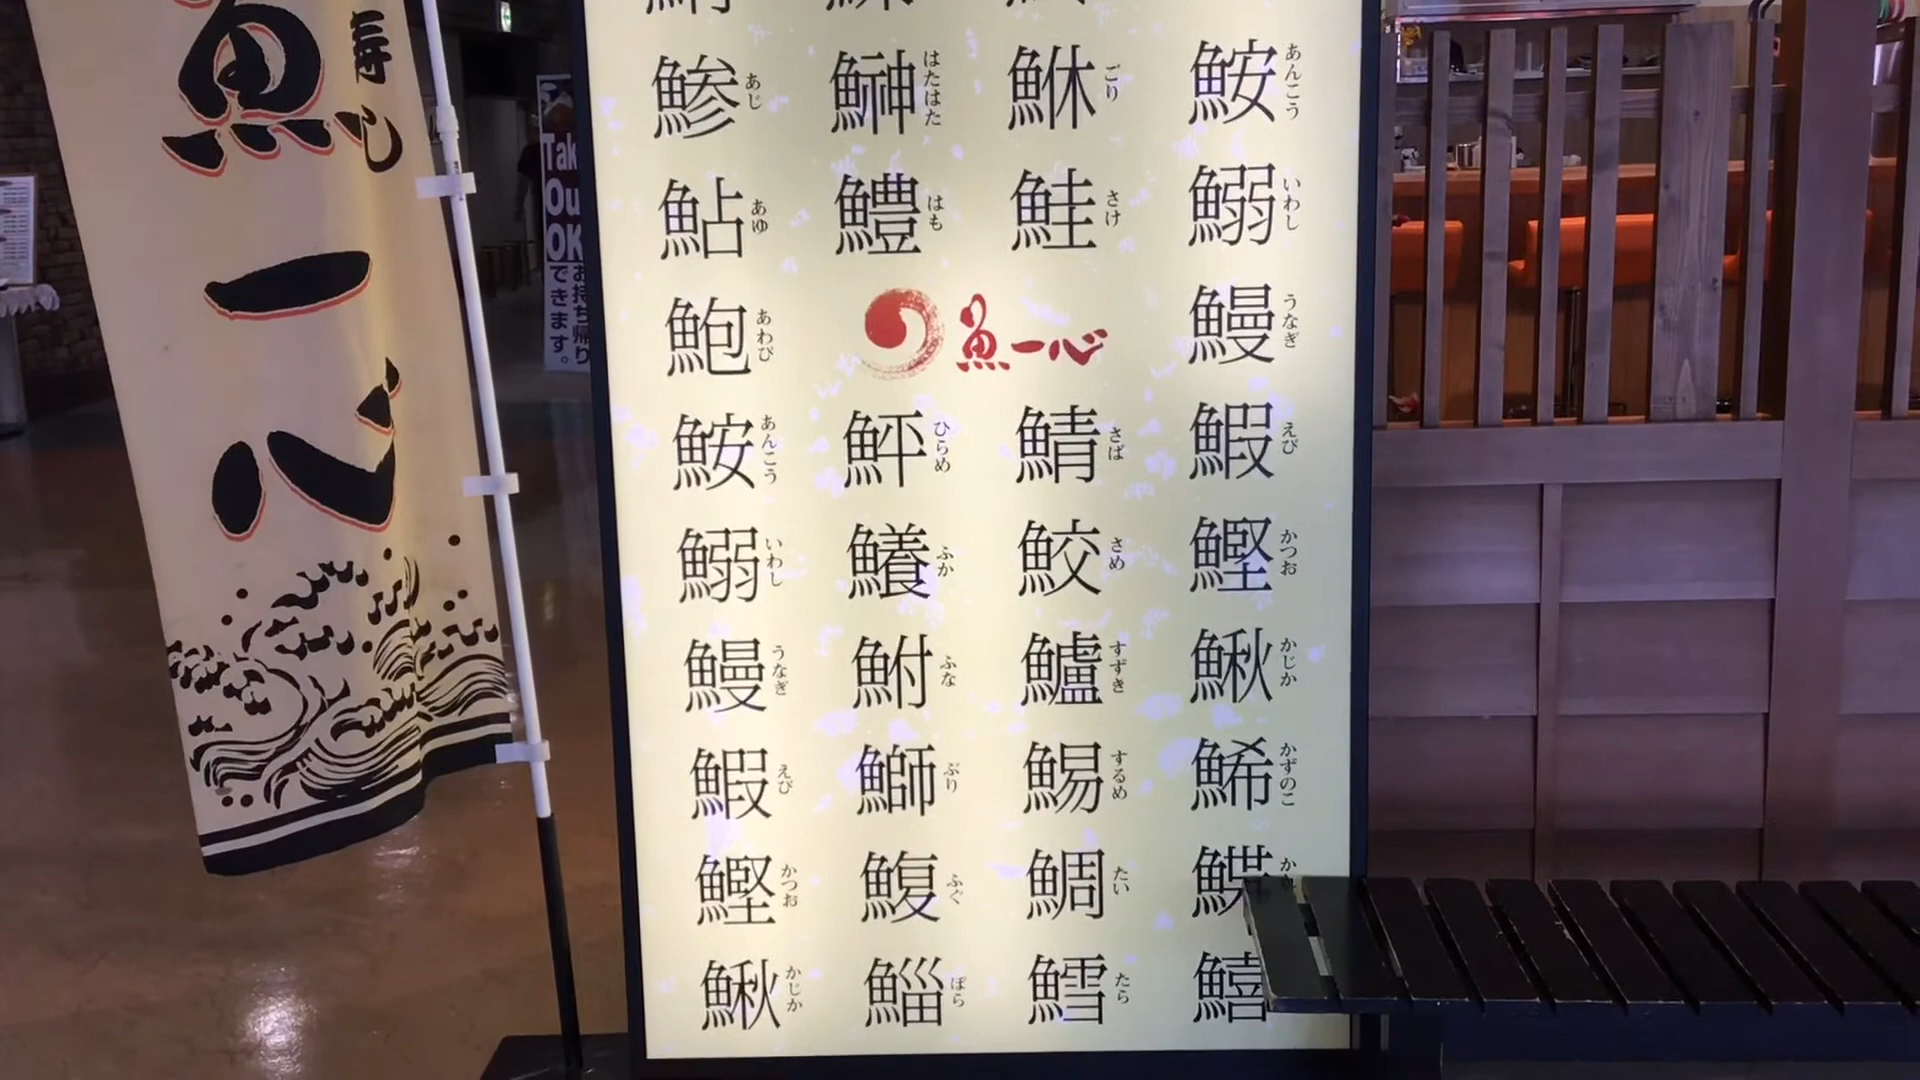 寿し
魚一心
Tak
Ou
OK
お持ち帰り
できます。
鰺 あじ
鰰 はたはた
鮴 ごり
鮟 あんこう
鮎 あゆ
鱧 はも
鮭 さけ
鰯 いわし
鮑 あわび
魚一心
鰻 うなぎ
鮟 あんこう
鮃 ひらめ
鯖 さば
鰕 えび
鰯 いわし
鱶 ふか
鮫 さめ
鰹 かつお
鰻 うなぎ
鮒 ふな
鱸 すずき
鰍 かじか
鰕 えび
鰤 ぶり
鯣 するめ
鯑 かずのこ
鰹 かつお
鰒 ふぐ
鯛 たい
鰈 か
鰍 かじか
鯔 ぼら
鱈 たら
鱚